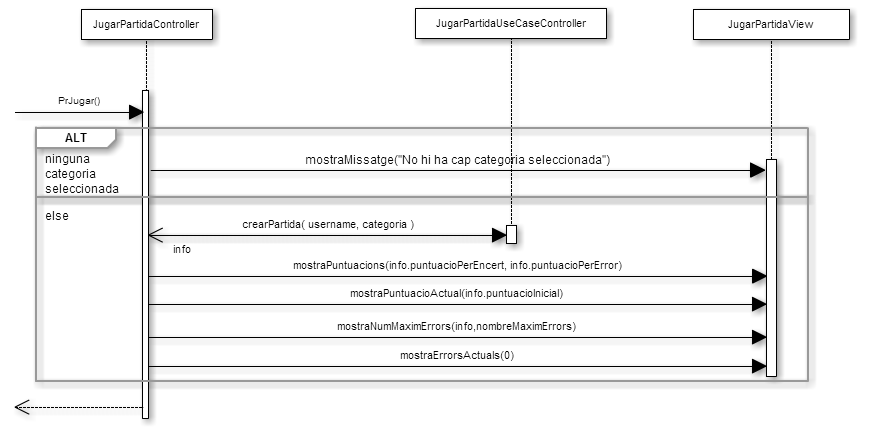 JugarPartidaController
JugarPartidaUseCaseController
JugarPartidaView
PrJugar()
ALT
ninguna
categoria
seleccionada
mostraMissatge("No hi ha cap categoria seleccionada")
else
crearPartida( username, categoria )
info
mostraPuntuacions(info.puntuacioPerEncert, info.puntuacioPerError)
mostraPuntuacioActual(info.puntuacioInicial)
mostraNumMaximErrors(info,nombreMaximErrors)
mostraErrorsActuals(0)